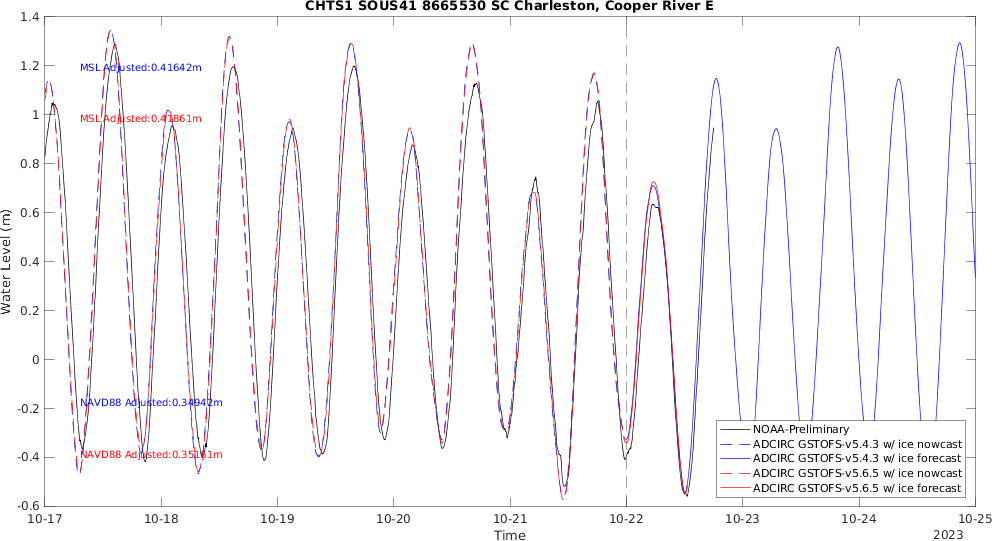 CHTS1 SOUS41 8665530 SC Charleston, Cooper River E
1.4
1.2
1
0.8
0.6
0.4
0.2
0
-0.2
-0.4
-0.6
Water Level (m)
MSL Adjusted:0.41642m
MSL Adjusted:0.41861m
NAVD88 Adjusted:0.34942m
NAVD88 Adjusted:0.35161m
NOAA-Preliminary
ADCIRC GSTOFS-v5.4.3 w/ ice nowcast
ADCIRC GSTOFS-v5.4.3 w/ ice forecast
ADCIRC GSTOFS-v5.6.5 w/ ice nowcast
ADCIRC GSTOFS-v5.6.5 w/ ice forecast
10-17 10-18 10-19 10-20 10-21 10-22 10-23 10-24 10-25
Time
2023